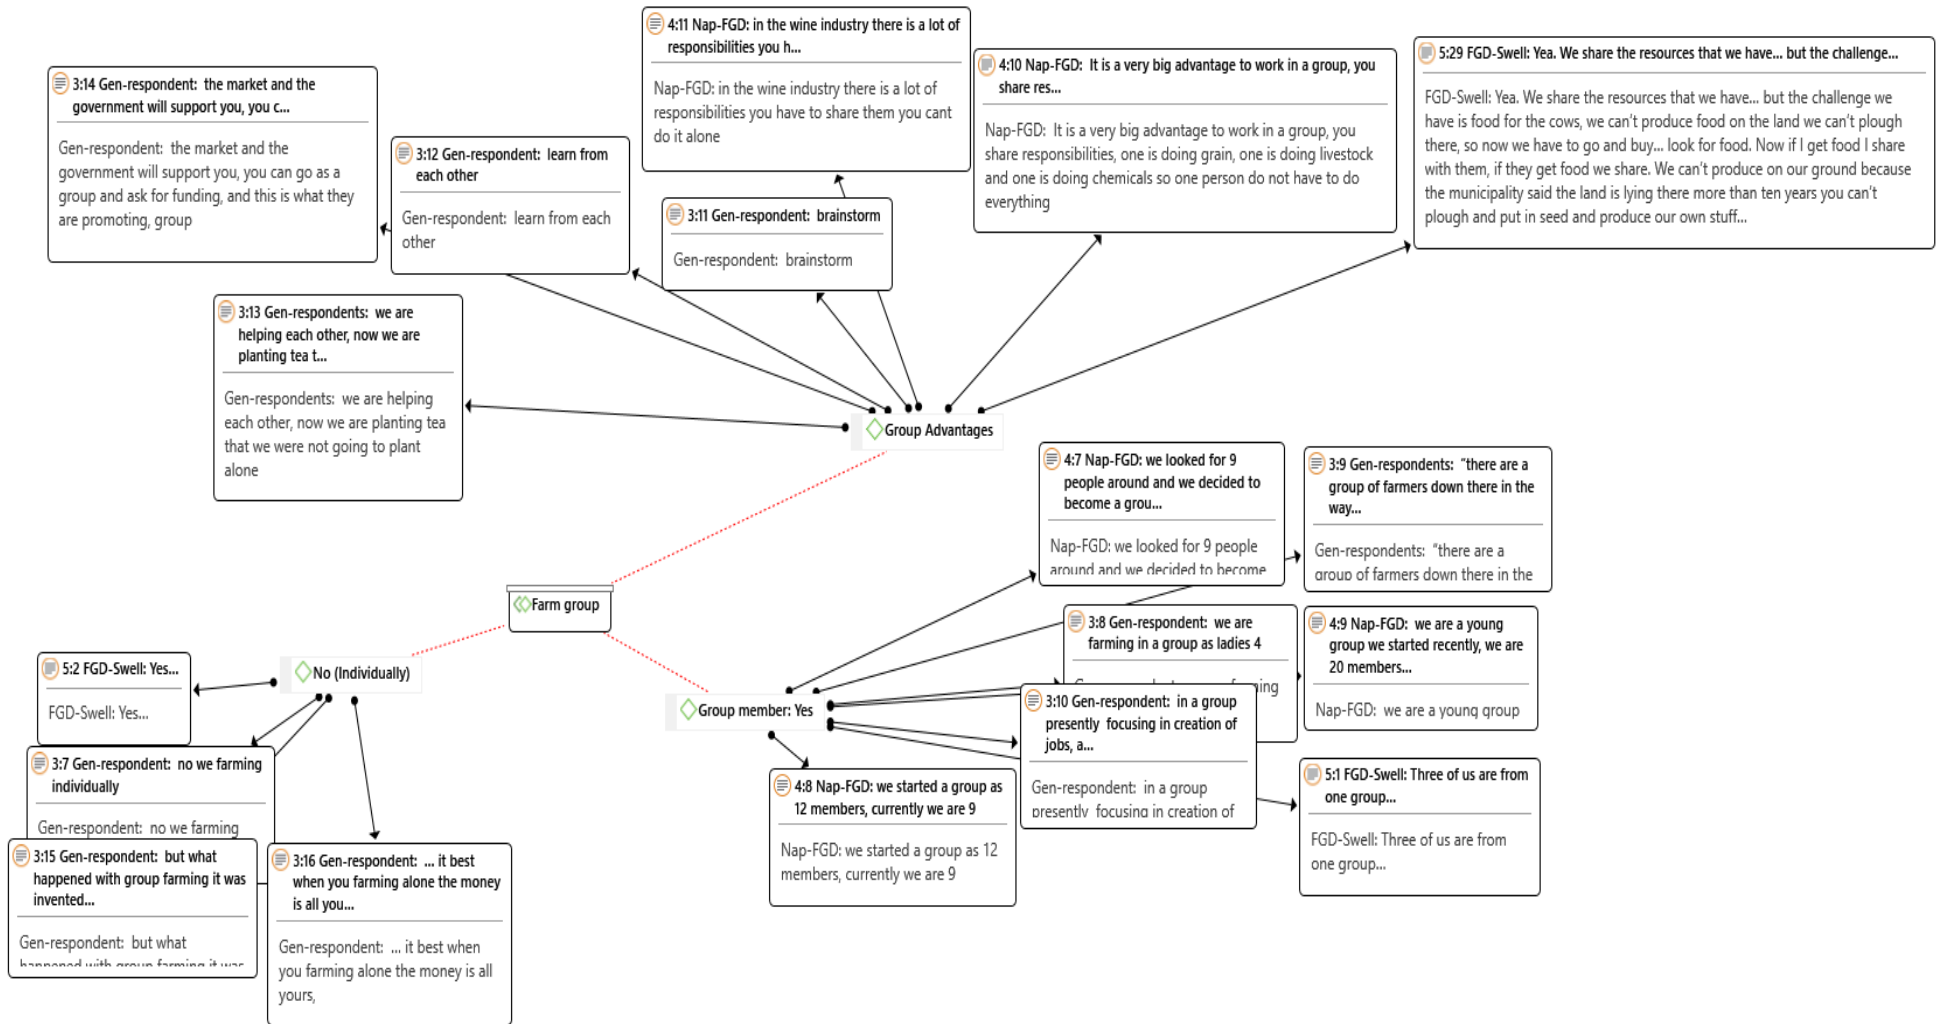 4:11 Nap-FGD: in the wine industry there is a lot of
responsibilities you h...
Nap-FGD: in the wine industry there is a lot of
responsibilities you have to share them you cant
do it alone
5:29 FGD-Swell: Yea. We share the resources that we have... but the challenge...
FGD-Swell: Yea. We share the resources that we have... but the challenge we
have is food for the cows, we can't produce food on the land we can't plough
there, so now we have to go and buy... look for food. Now if I get food I share
with them, if they get food we share. We can't produce on our ground because
the municipality said the land is lying there more than ten years you can't
plough and put in seed and produce our own stuff...
4:10 Nap-FGD: It is a very big advantage to work in a group, you
share res...
Nap-FGD: It is a very big advantage to work in a group, you
share responsibilities, one is doing grain, one is doing livestock
and one is doing chemicals so one person do not have to do
everything
3:14 Gen-respondent: the market and the
government will support you, you c...
Gen-respondent: the market and the
government will support you, you can go as a
group and ask for funding, and this is what they
are promoting, group
3:12 Gen-respondent: learn from
each other
Gen-respondent: learn from each
other
3:11 Gen-respondent: brainstorm
Gen-respondent: brainstorm
3:13 Gen-respondents: we are
helping each other, now we are
planting tea t...
Gen-respondents: we are helping
each other, now we are planting tea
that we were not going to plant
alone
Group Advantages
4:7 Nap-FGD: we looked for 9
people around and we decided to
become a grou...
Nap-FGD: we looked for 9 people
around and we decided to become
3:9 Gen-respondents: "there are a
group of farmers down there in the
way...
Gen-respondents: "there are a
group of farmers down there in the
Farm group
3:8 Gen-respondent: we are
farming in a group as ladies 4
4:9 Nap-FGD: we are a young
group we started recently, we are
20 members...
Nap-FGD: we are a young group
5:2 FGD-Swell: Yes...
FGD-Swell: Yes...
No (Individually)
Group member: Yes
3:10 Gen-respondent: in a group
presently focusing in creation of
jobs, a...
Gen-respondent: in a group
presently focusing in creation of
3:7 Gen-respondent: no we farming
individually
Gen-respondent: no we farming
4:8 Nap-FGD: we started a group as
12 members, currently we are 9
Nap-FGD: we started a group as 12
members, currently we are 9
5:1 FGD-Swell: Three of us are from
one group...
FGD-Swell: Three of us are from
one group...
3:15 Gen-respondent: but what
happened with group farming it was
invented...
Gen-respondent: but what
happened with group farming it was
3:16 Gen-respondent: ... it best
when you farming alone the money
is all you...
Gen-respondent: ... it best when
you farming alone the money is all
yours,